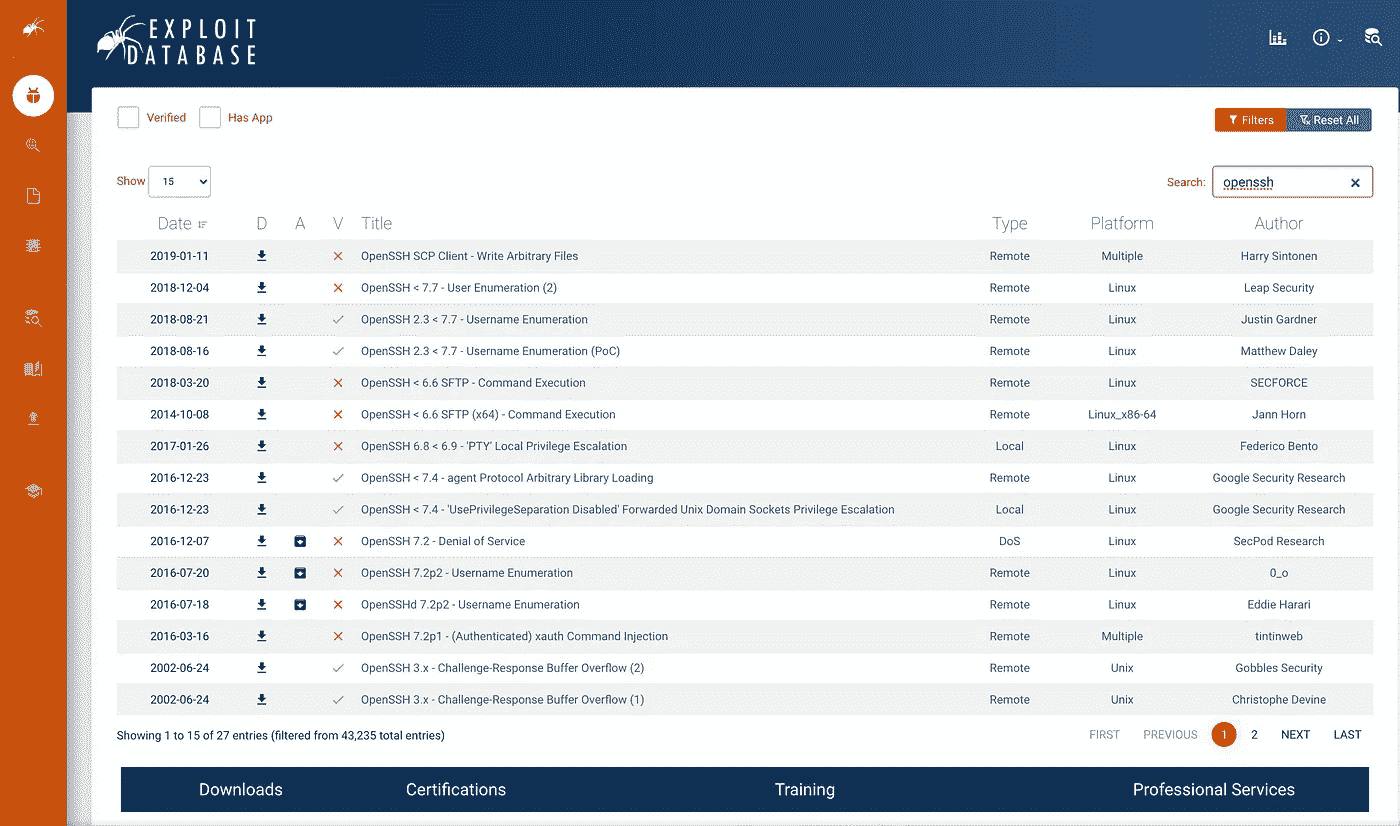 EXPLOIT
DATABASE
Verified Has App
Filters Reset All
Show 15 Search: openssh
Date D A V Title Type Platform Author
2019-01-11 OpenSSH SCP Client - Write Arbitrary Files Remote Multiple Harry Sintonen
2018-12-04 OpenSSH < 7.7 - User Enumeration (2) Remote Linux Leap Security
2018-08-21 OpenSSH 2.3 < 7.7 - Username Enumeration Remote Linux Justin Gardner
2018-08-16 OpenSSH 2.3 < 7.7 - Username Enumeration (PoC) Remote Linux Matthew Daley
2018-03-20 OpenSSH < 6.6 SFTP - Command Execution Remote Linux SECFORCE
2014-10-08 OpenSSH < 6.6 SFTP (x64) - Command Execution Remote Linux_x86-64 Jann Horn
2017-01-26 OpenSSH 6.8 < 6.9 - 'PTY' Local Privilege Escalation Local Linux Federico Bento
2016-12-23 OpenSSH < 7.4 - agent Protocol Arbitrary Library Loading Remote Linux Google Security Research
2016-12-23 OpenSSH < 7.4 - 'UsePrivilegeSeparation Disabled' Forwarded Unix Domain Sockets Privilege Escalation Local Linux Google Security Research
2016-12-07 OpenSSH 7.2 - Denial of Service DoS Linux SecPod Research
2016-07-20 OpenSSH 7.2p2 - Username Enumeration Remote Linux 0_o
2016-07-18 OpenSSHd 7.2p2 - Username Enumeration Remote Linux Eddie Harari
2016-03-16 OpenSSH 7.2p1 - (Authenticated) xauth Command Injection Remote Multiple tintinweb
2002-06-24 OpenSSH 3.x - Challenge-Response Buffer Overflow (2) Remote Unix Gobbles Security
2002-06-24 OpenSSH 3.x - Challenge-Response Buffer Overflow (1) Remote Unix Christophe Devine
Showing 1 to 15 of 27 entries (filtered from 43,235 total entries) FIRST PREVIOUS 1 2 NEXT LAST
Downloads Certifications Training Professional Services